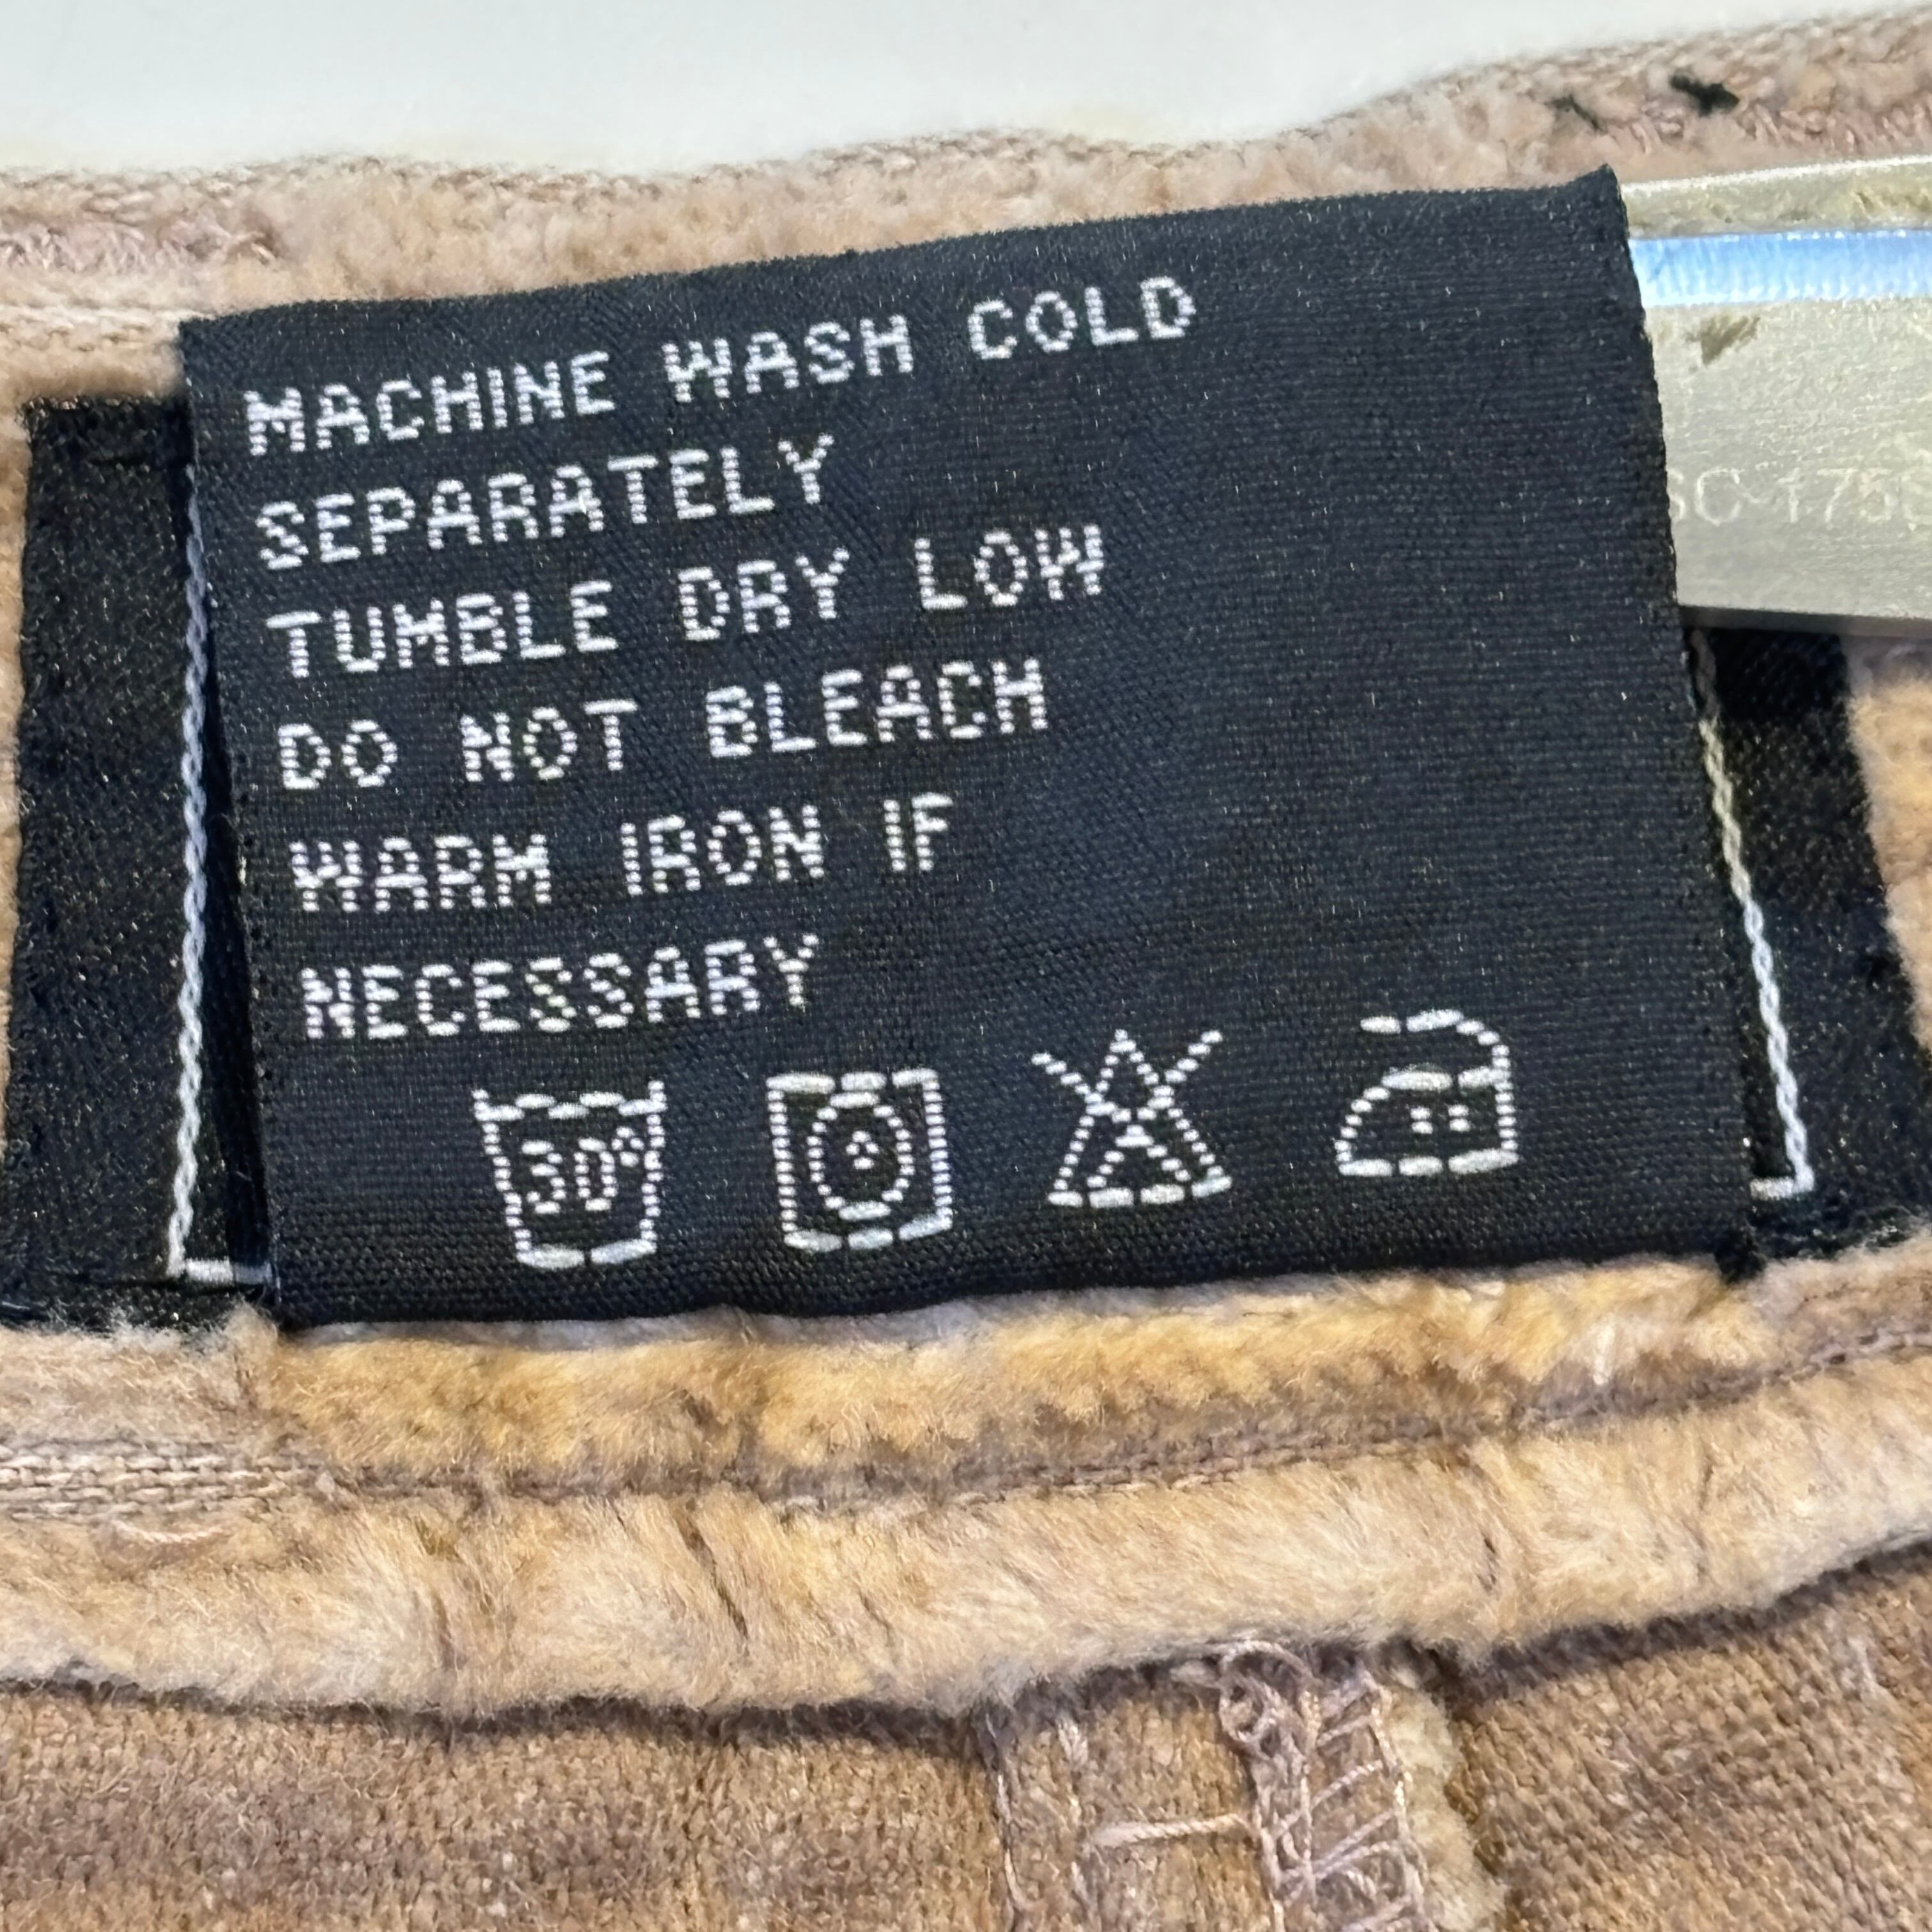 MACHINE WASH COLD
SEPARATELY
TUMBLE DRY LOW
DO NOT BLEACH
WARM IRON IF
NECESSARY
30°